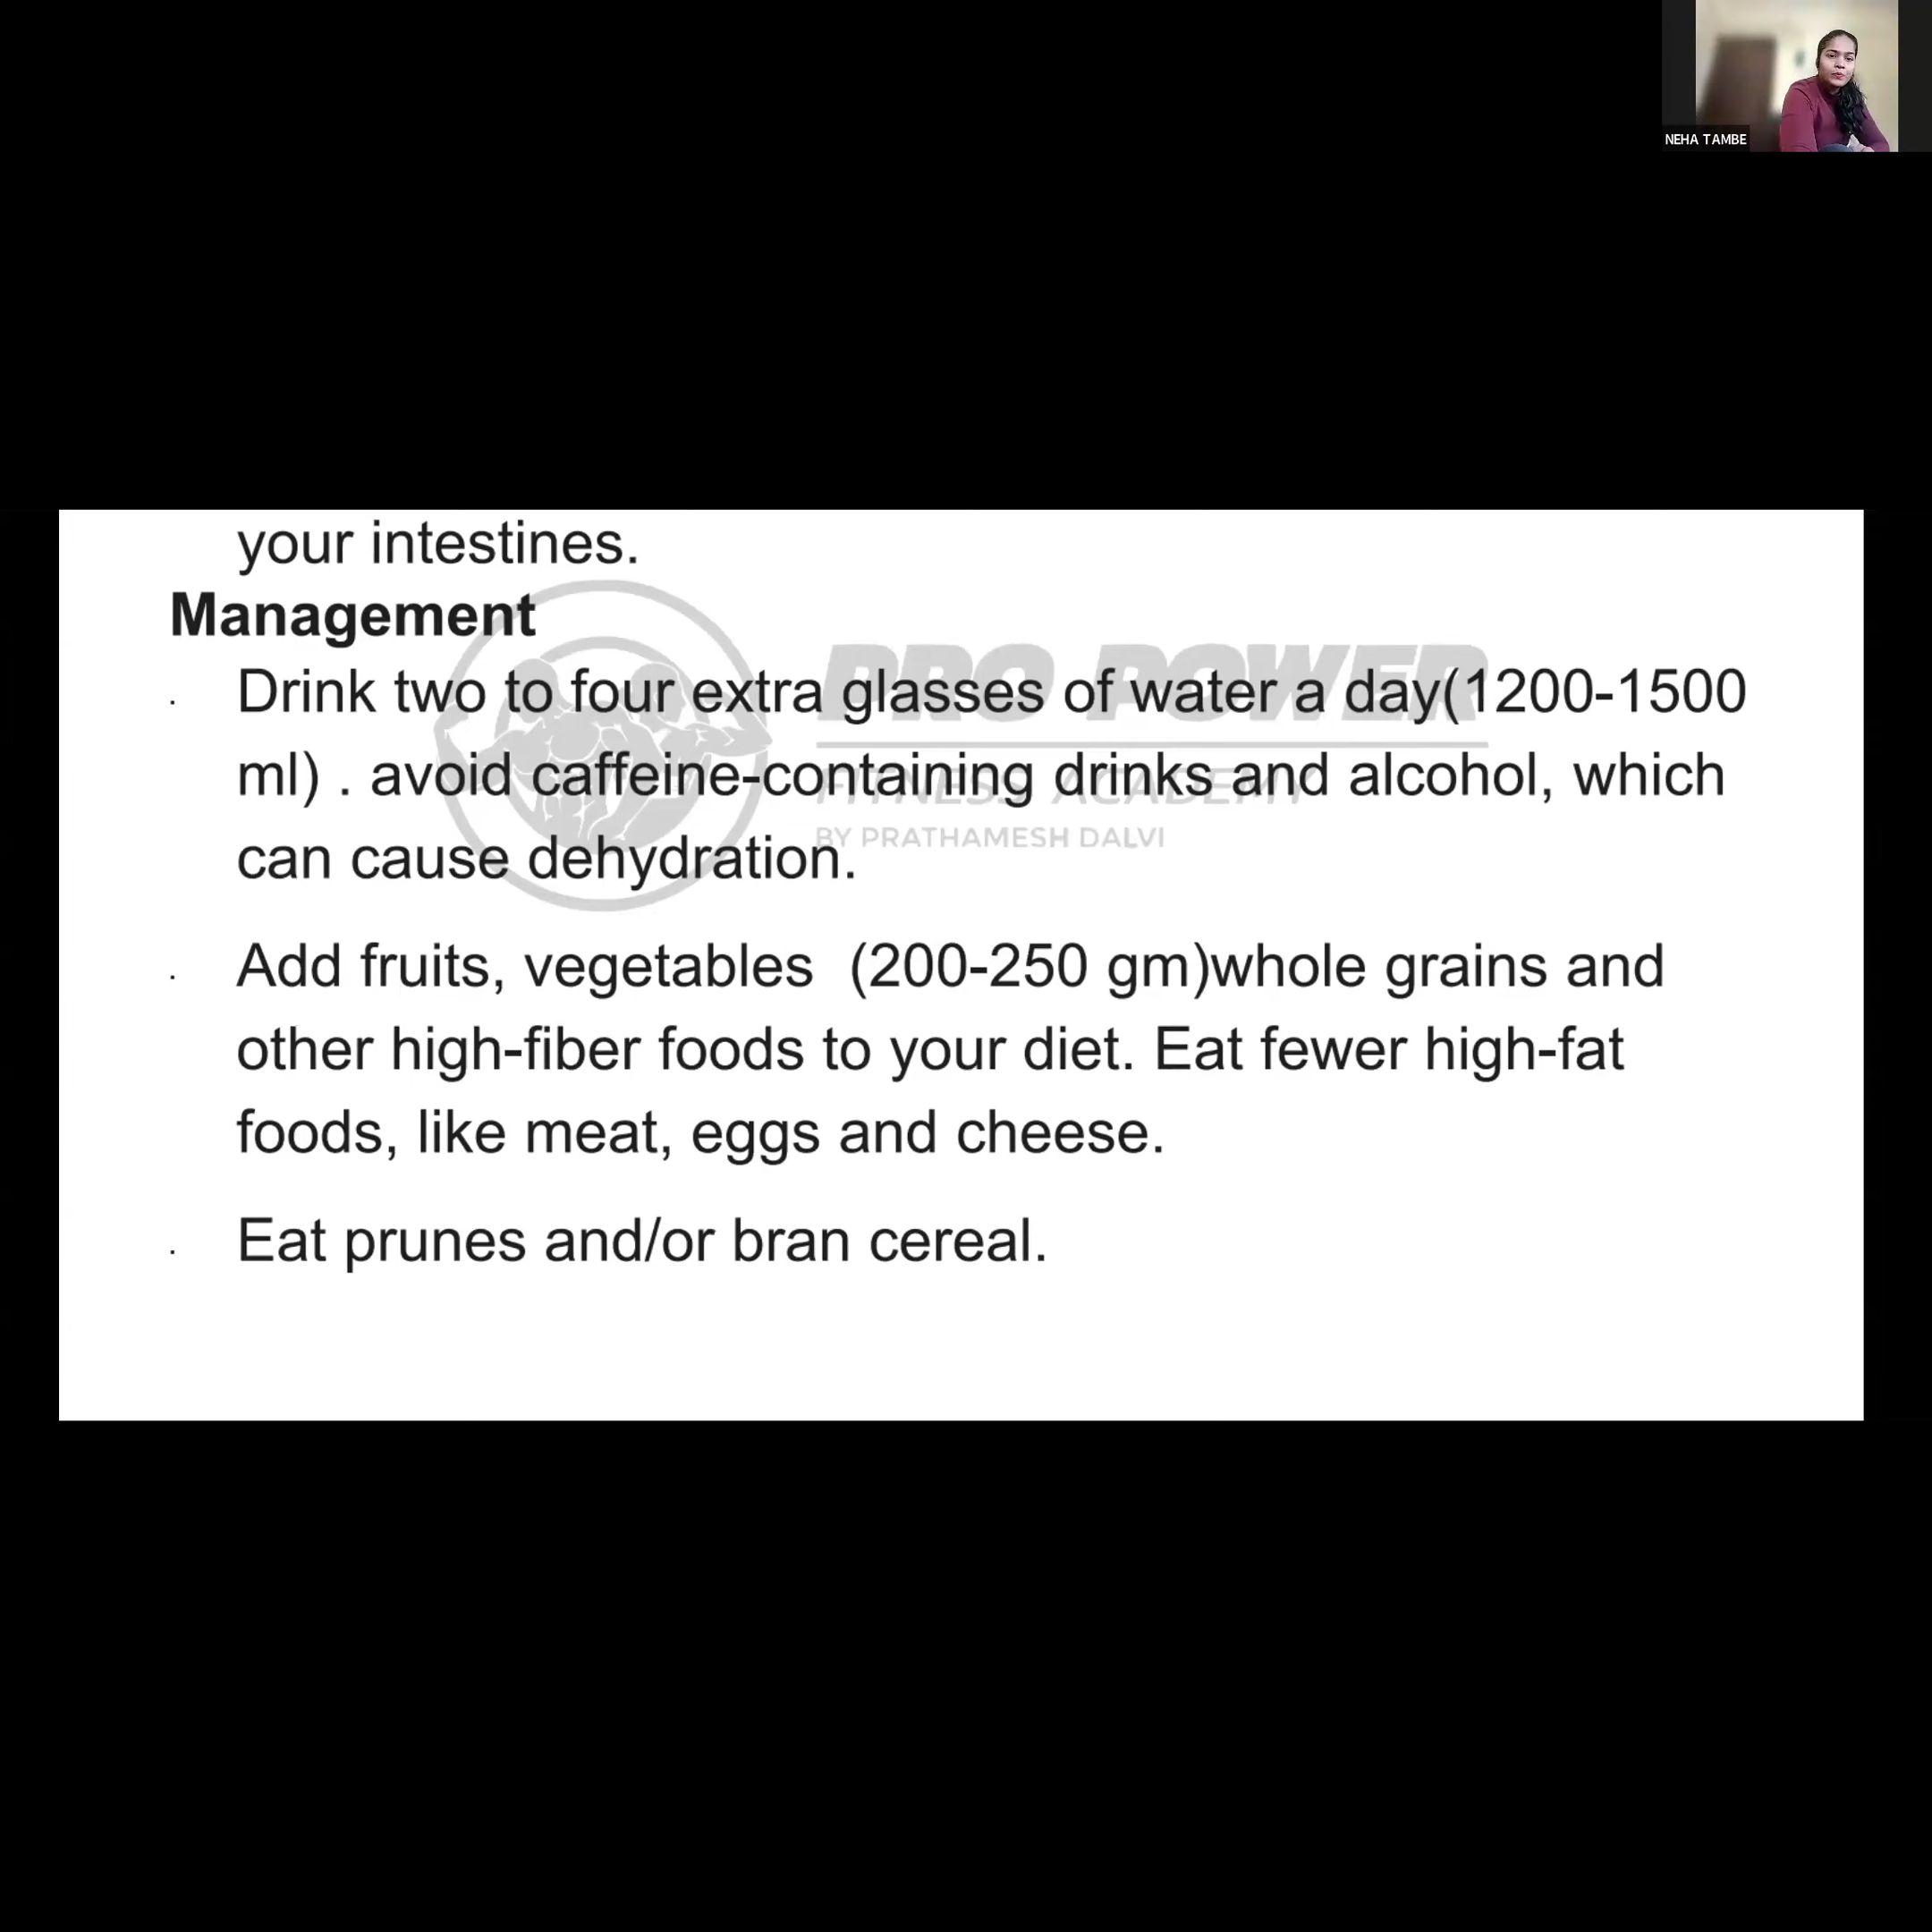 NEHA TAMBE
your intestines.
Management
. Drink two to four extra glasses of water a day(1200-1500
ml) . avoid caffeine-containing drinks and alcohol, which
can cause dehydration.
. Add fruits, vegetables  (200-250 gm)whole grains and
other high-fiber foods to your diet. Eat fewer high-fat
foods, like meat, eggs and cheese.
. Eat prunes and/or bran cereal.
PRO POWER
FITNESS ACADEMY
BY PRATHAMESH DALVI